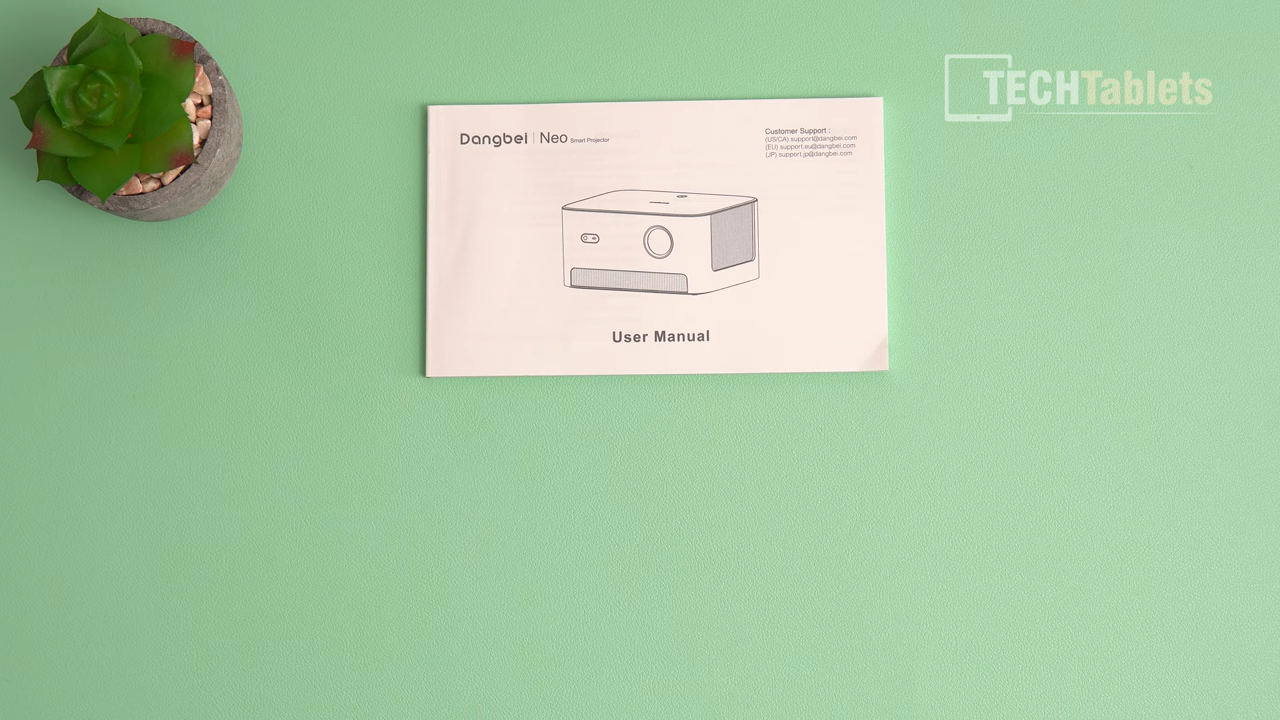 Dangbei | Neo Smart Projector
Customer Support :
(US/CA) support@dangbei.com
(EU) support.eu@dangbei.com
(JP) support.jp@dangbei.com
User Manual
TECHTablets